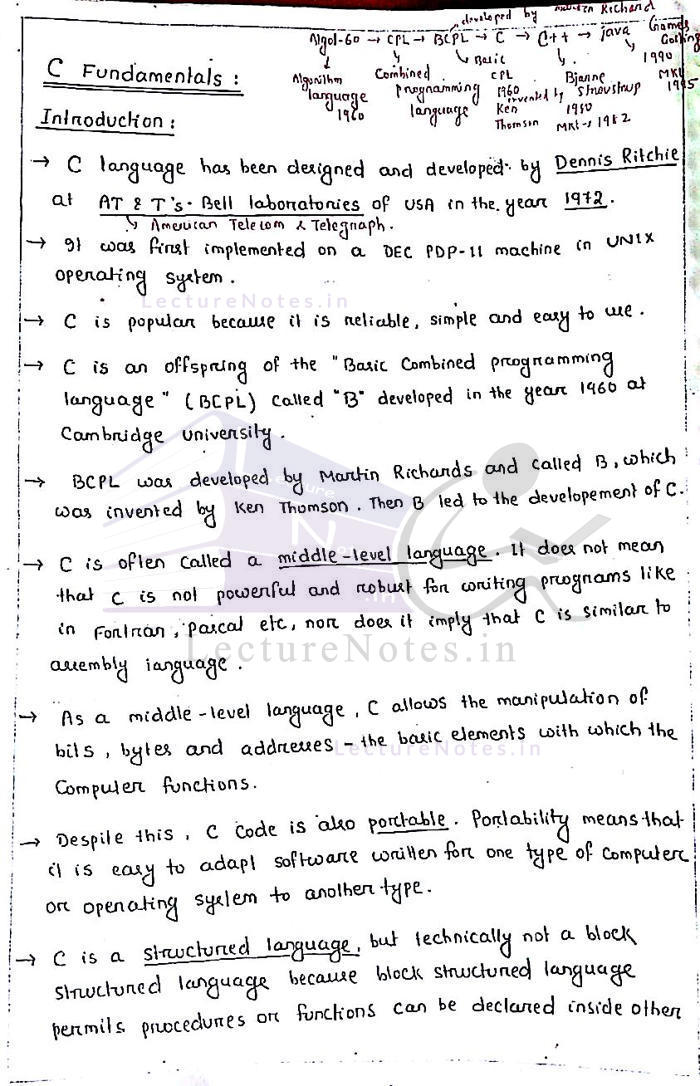 developed by Martin Richard
Algol-60 → CPL → BCPL → C → C++ → java James Gosling
Algorithm language 1960
Combined programming language
Basic CPL 1960 invented by Ken Thomson
Bjarne Stroustrup 1980 MKt → 1982
1990 MKt 1995
C Fundamentals :
Introduction :
→ C language has been designed and developed by Dennis Ritchie
at AT & T's Bell laboratories of USA in the year 1972.
↳ American Telecom & Telegraph.
→ It was first implemented on a DEC PDP-11 machine in UNIX
operating system.
LectureNotes.in
→ C is popular because it is reliable, simple and easy to use.
→ C is an offspring of the "Basic Combined programming
language" (BCPL) called "B" developed in the year 1960 at
Cambridge university.
→ BCPL was developed by Martin Richards and called B, which
was invented by Ken Thomson. Then B led to the developement of C.
→ C is often called a middle-level language. It does not mean
that C is not powerful and robust for writing programs like
in Fortran, pascal etc, nor does it imply that C is similar to
assembly language.
LectureNotes.in
→ As a middle-level language, C allows the manipulation of
bits, bytes and addresses - the basic elements with which the
LectureNotes.in
Computer functions.
→ Despite this, C code is also portable. Portability means that
it is easy to adapt software written for one type of computer
or operating system to another type.
→ C is a structured language, but technically not a block
structured language because block structured language
permits procedures or functions can be declared inside other